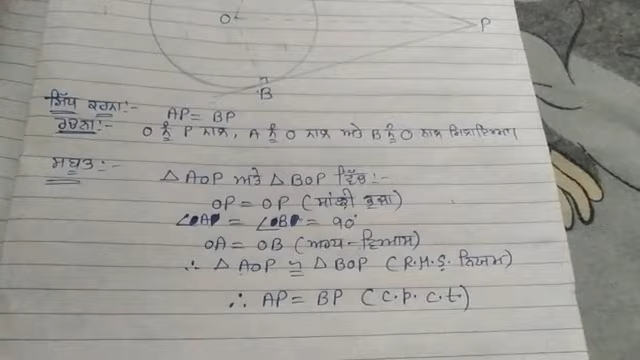 O
P
B
ਸਿੱਧ ਕਰਨਾ:- AP = BP
ਰਚਨਾ:- O ਨੂੰ P ਨਾਲ, A ਨੂੰ O ਨਾਲ ਅਤੇ B ਨੂੰ O ਨਾਲ ਮਿਲਾਇਆ।
ਸਬੂਤ:-
△ AOP ਅਤੇ △ BOP ਵਿੱਚ:-
OP = OP (ਸਾਂਝੀ ਭੁਜਾ)
∠OAP = ∠OBP = 90°
OA = OB (ਅਰਧ-ਵਿਆਸ)
∴ △ AOP ≅ △ BOP (R.H.S. ਨਿਯਮ)
∴ AP = BP (C.P.C.t.)